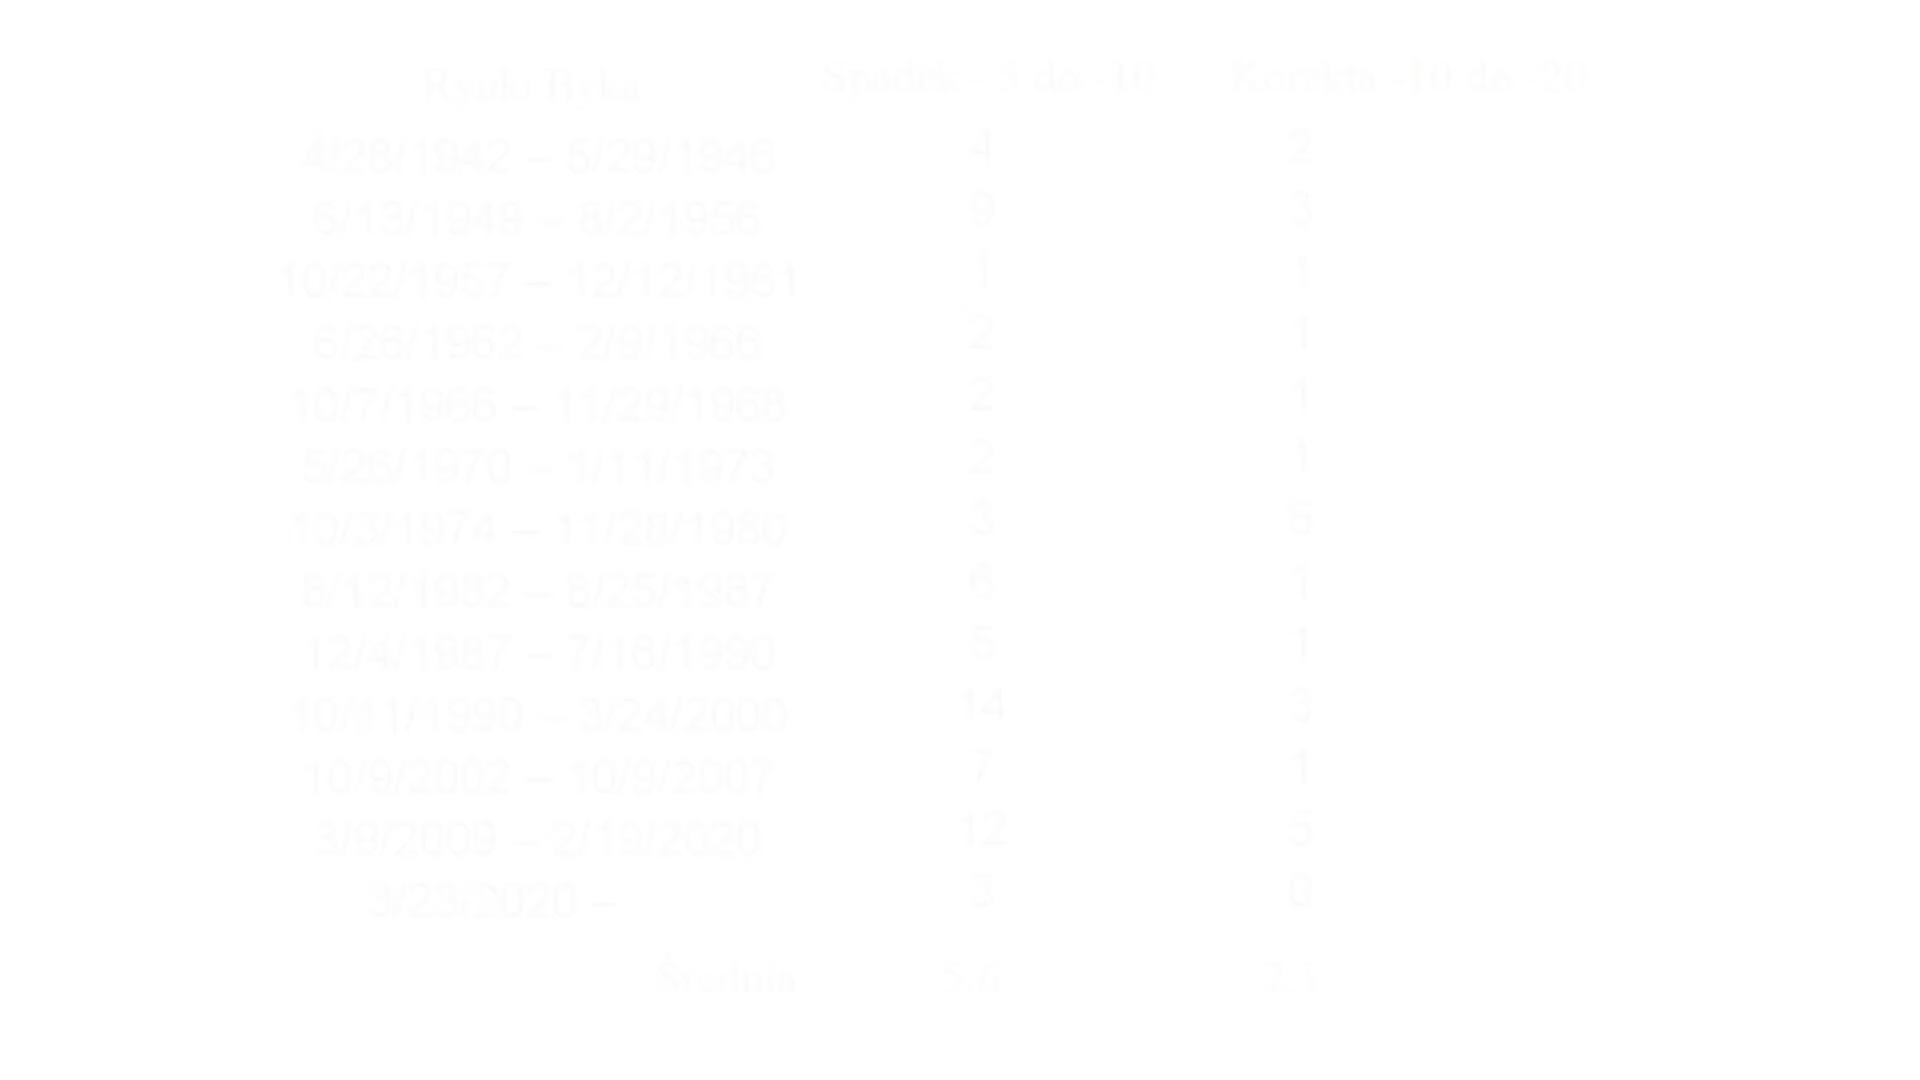 Rynki Byka Spadek - 5 do -10 Korekta -10 do -20
4/28/1942 – 5/29/1946 4 2
6/13/1949 – 8/2/1956 9 3
10/22/1957 – 12/12/1961 1 1
6/26/1962 – 2/9/1966 2 1
10/7/1966 – 11/29/1968 2 1
5/26/1970 – 1/11/1973 2 1
10/3/1974 – 11/28/1980 3 5
8/12/1982 – 8/25/1987 6 1
12/4/1987 – 7/16/1990 5 1
10/11/1990 – 3/24/2000 14 3
10/9/2002 – 10/9/2007 7 1
3/9/2009 – 2/19/2020 12 5
3/23/2020 – 3 0
Średnia 5.6